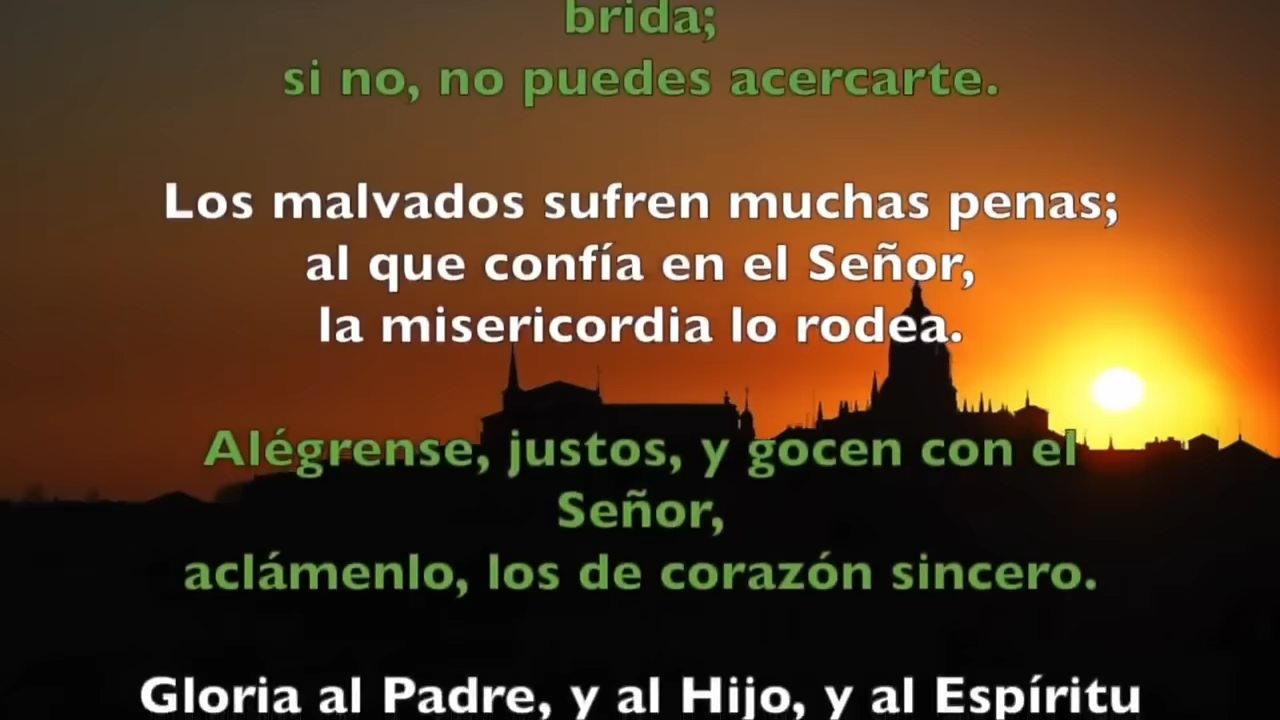 brida;
si no, no puedes acercarte.
Los malvados sufren muchas penas;
al que confía en el Señor,
la misericordia lo rodea.
Alégrense, justos, y gocen con el
Señor,
aclámenlo, los de corazón sincero.
Gloria al Padre, y al Hijo, y al Espíritu